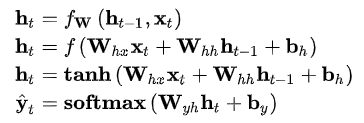 h_t = f_W (h_{t−1}, x_t)
h_t = f (W_{hx}x_t + W_{hh}h_{t−1} + b_h)
h_t = tanh (W_{hx}x_t + W_{hh}h_{t−1} + b_h)
ŷ_t = softmax (W_{yh}h_t + b_y)